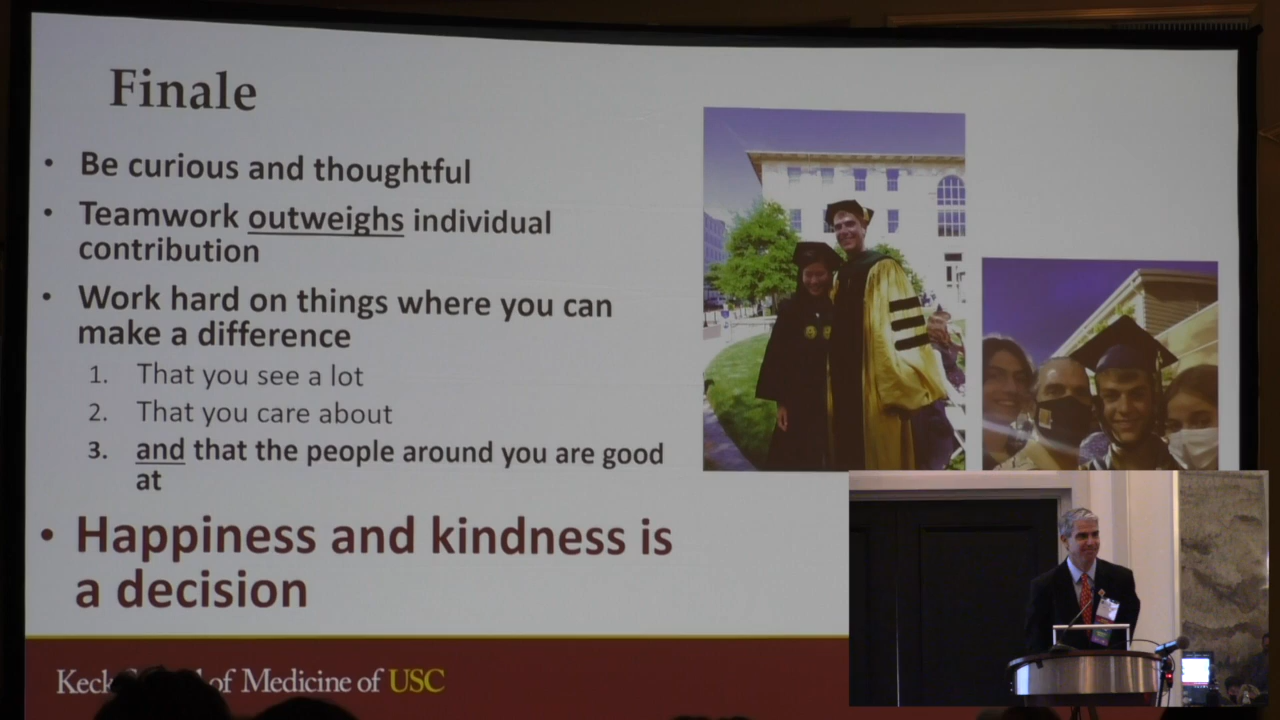 Finale
• Be curious and thoughtful
• Teamwork outweighs individual
contribution
• Work hard on things where you can
make a difference
1. That you see a lot
2. That you care about
3. and that the people around you are good
at
• Happiness and kindness is
a decision
Keck of Medicine of USC